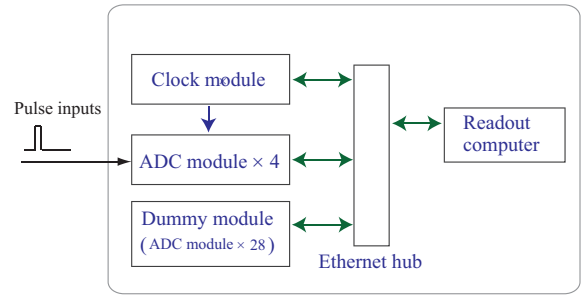 Clock module
Pulse inputs
ADC module × 4
Readout
computer
Dummy module
(ADC module × 28)
Ethernet hub